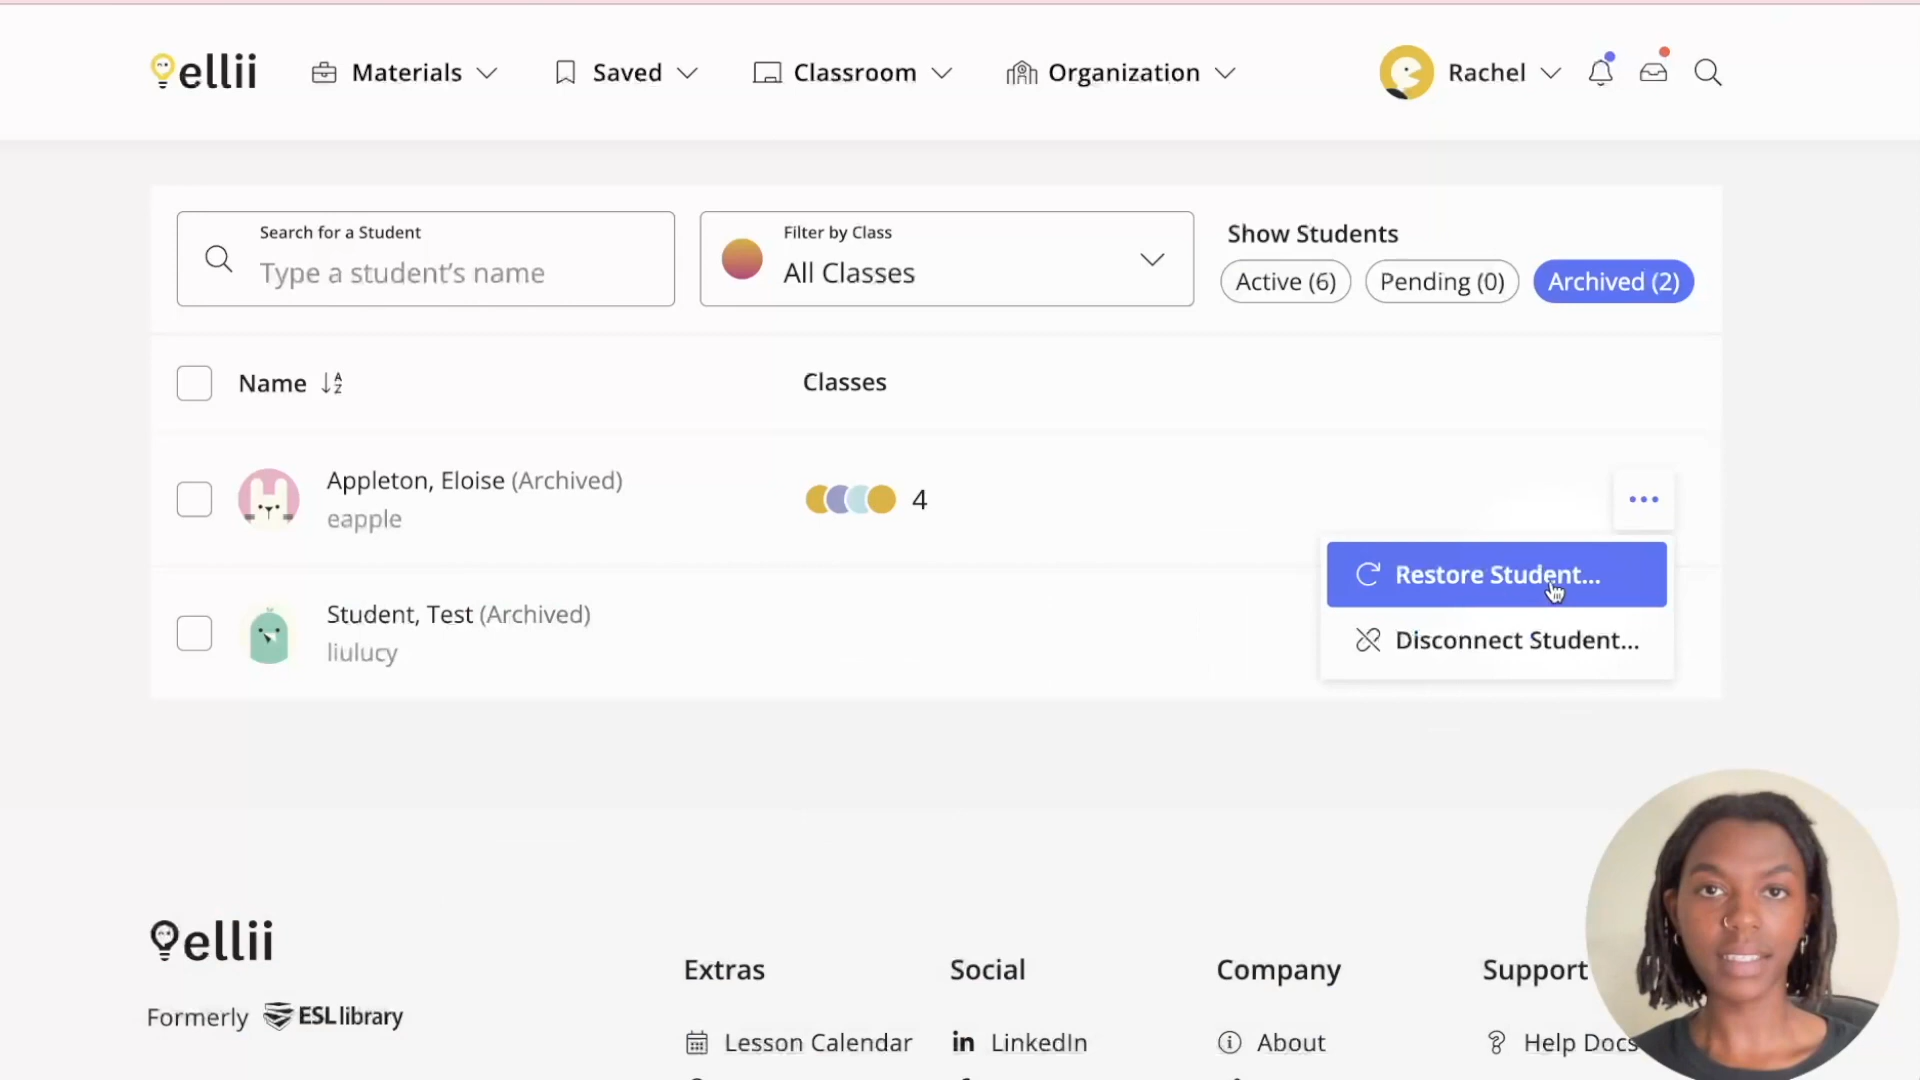 ellii Materials Saved Classroom Organization Rachel
Search for a Student
Type a student's name
Filter by Class
All Classes
Show Students
Active (6) Pending (0) Archived (2)
Name Classes
Appleton, Eloise (Archived)
eapple
4
Restore Student...
Disconnect Student...
Student, Test (Archived)
liulucy
ellii
Formerly ESL library
Extras Social Company Support
Lesson Calendar LinkedIn About Help Docs